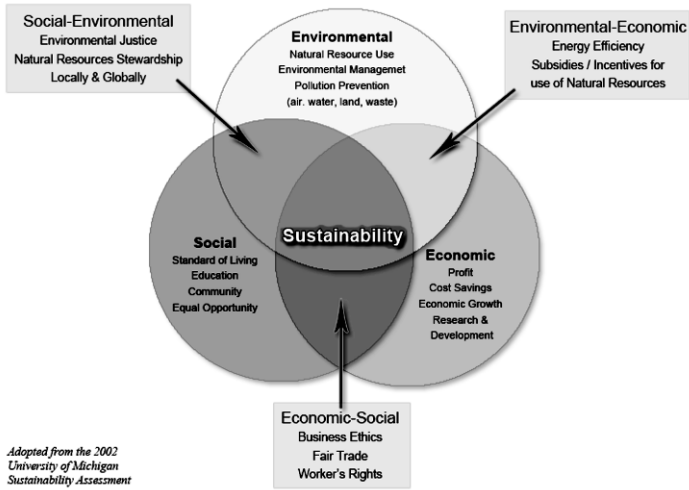 Social-Environmental
Environmental Justice
Natural Resources Stewardship
Locally & Globally
Environmental
Natural Resource Use
Environmental Managemet
Pollution Prevention
(air. water, land, waste)
Environmental-Economic
Energy Efficiency
Subsidies / Incentives for
use of Natural Resources
Sustainability
Social
Standard of Living
Education
Community
Equal Opportunity
Economic
Profit
Cost Savings
Economic Growth
Research &
Development
Economic-Social
Business Ethics
Fair Trade
Worker's Rights
Adopted from the 2002
University of Michigan
Sustainability Assessment